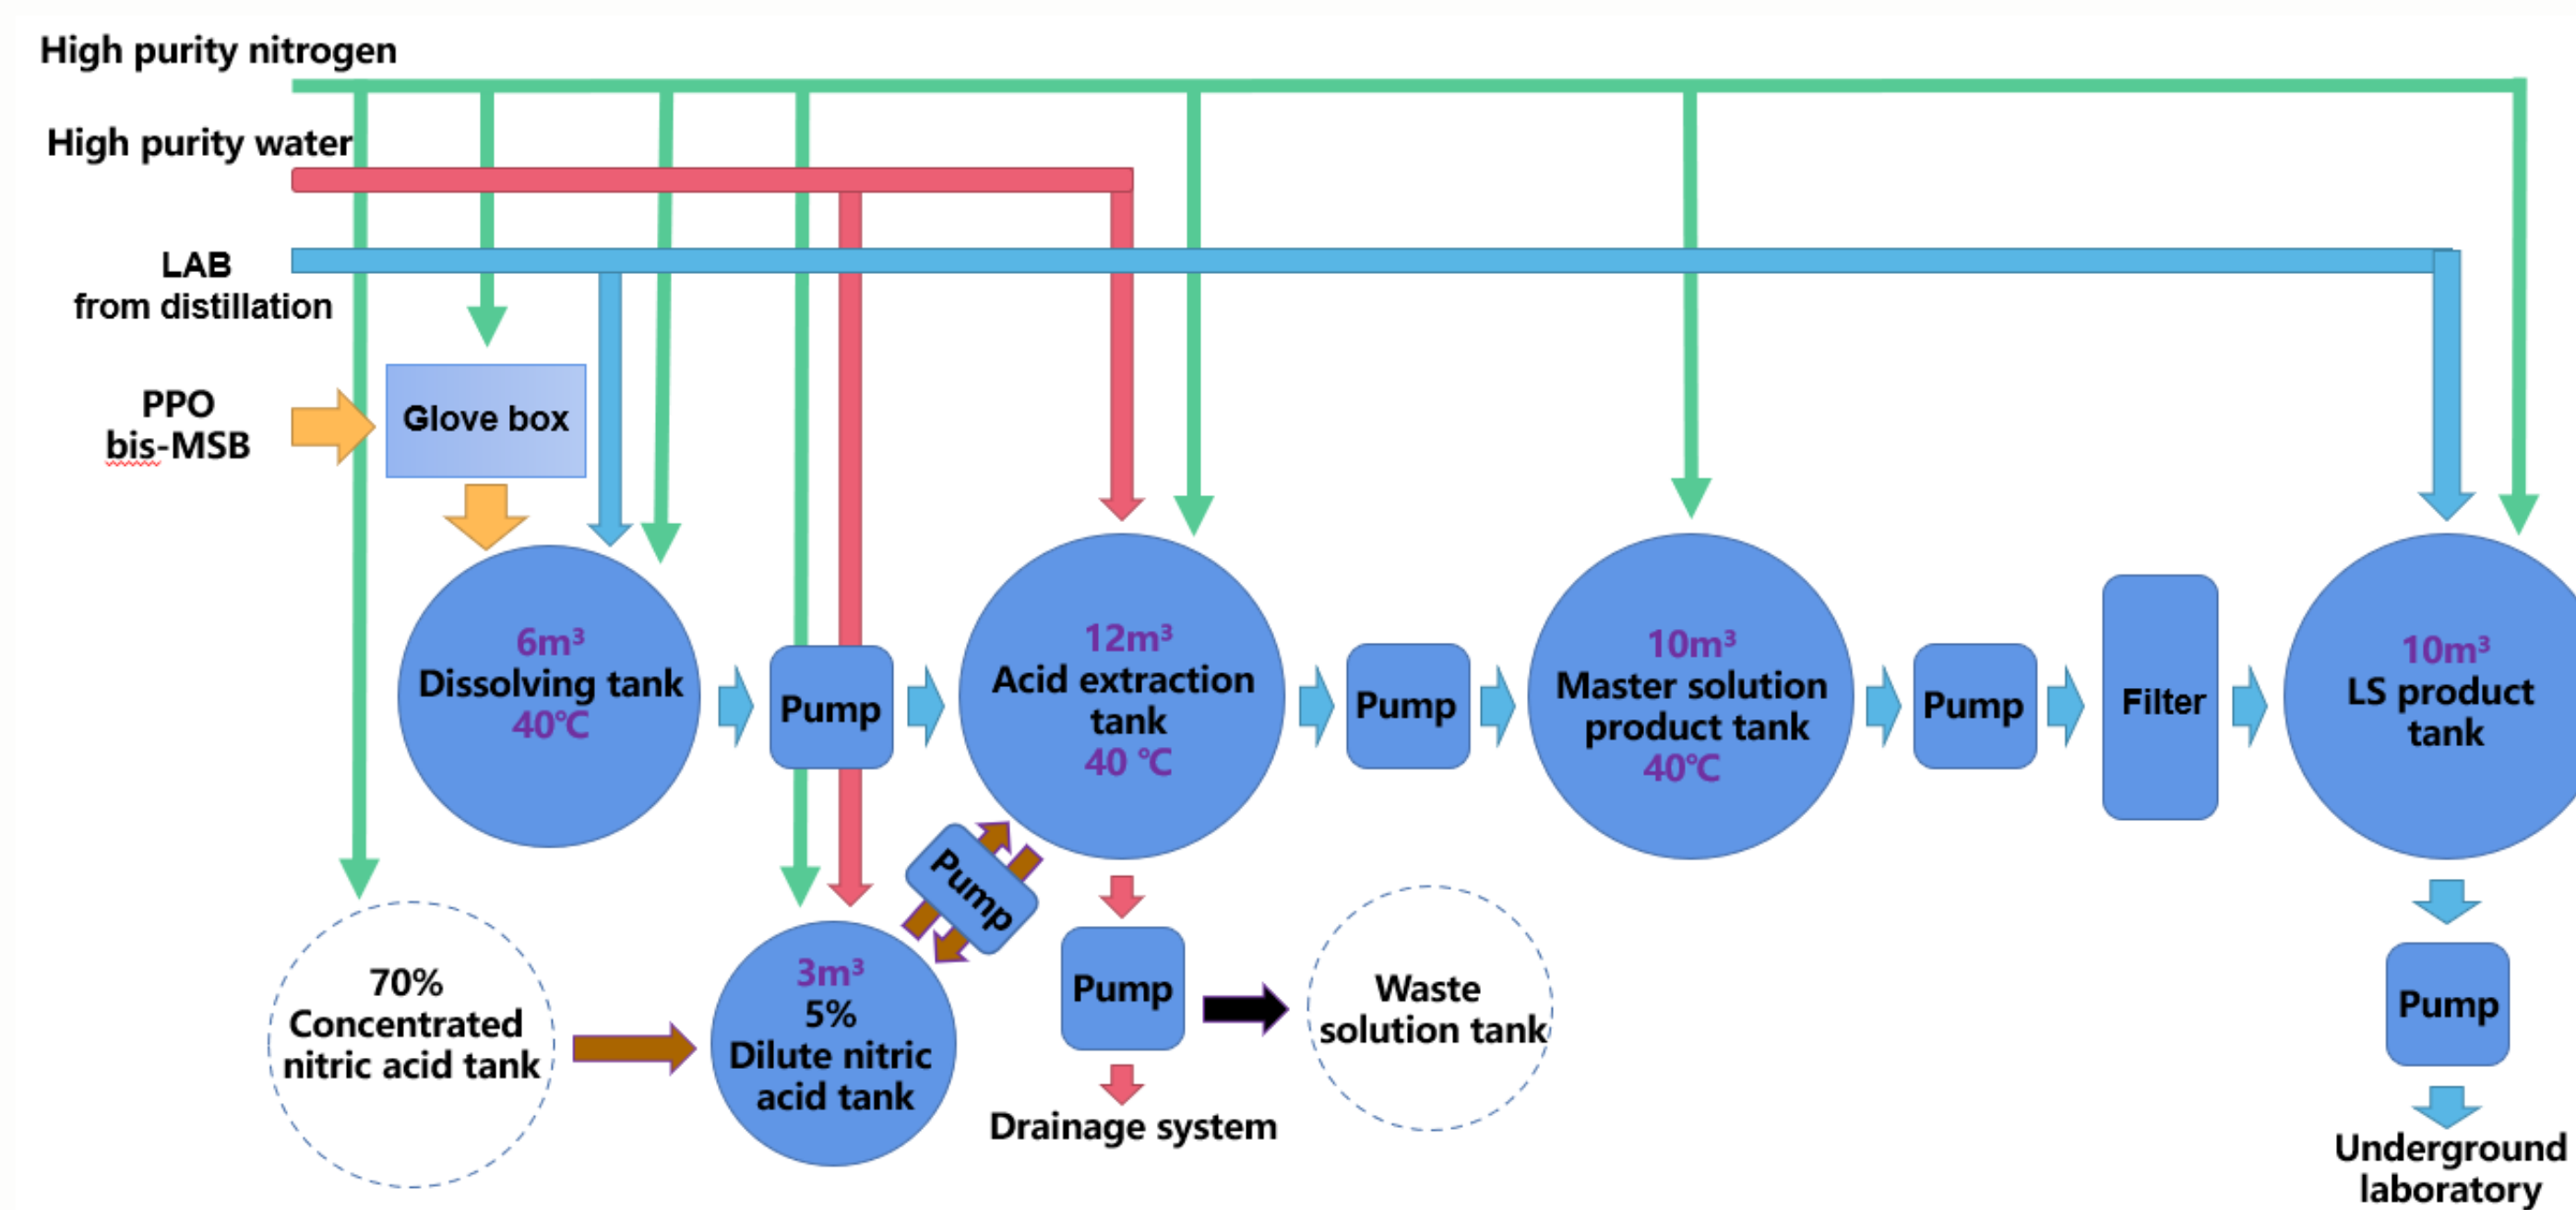 High purity nitrogen
High purity water
LAB
from distillation
PPO
bis-MSB
Glove box
6m³
Dissolving tank
40℃
Pump
12m³
Acid extraction
tank
40 ℃
Pump
10m³
Master solution
product tank
40℃
Pump
Filter
10m³
LS product
tank
Pump
70%
Concentrated
nitric acid tank
3m³
5%
Dilute nitric
acid tank
Pump
Drainage system
Waste
solution tank
Pump
Underground
laboratory